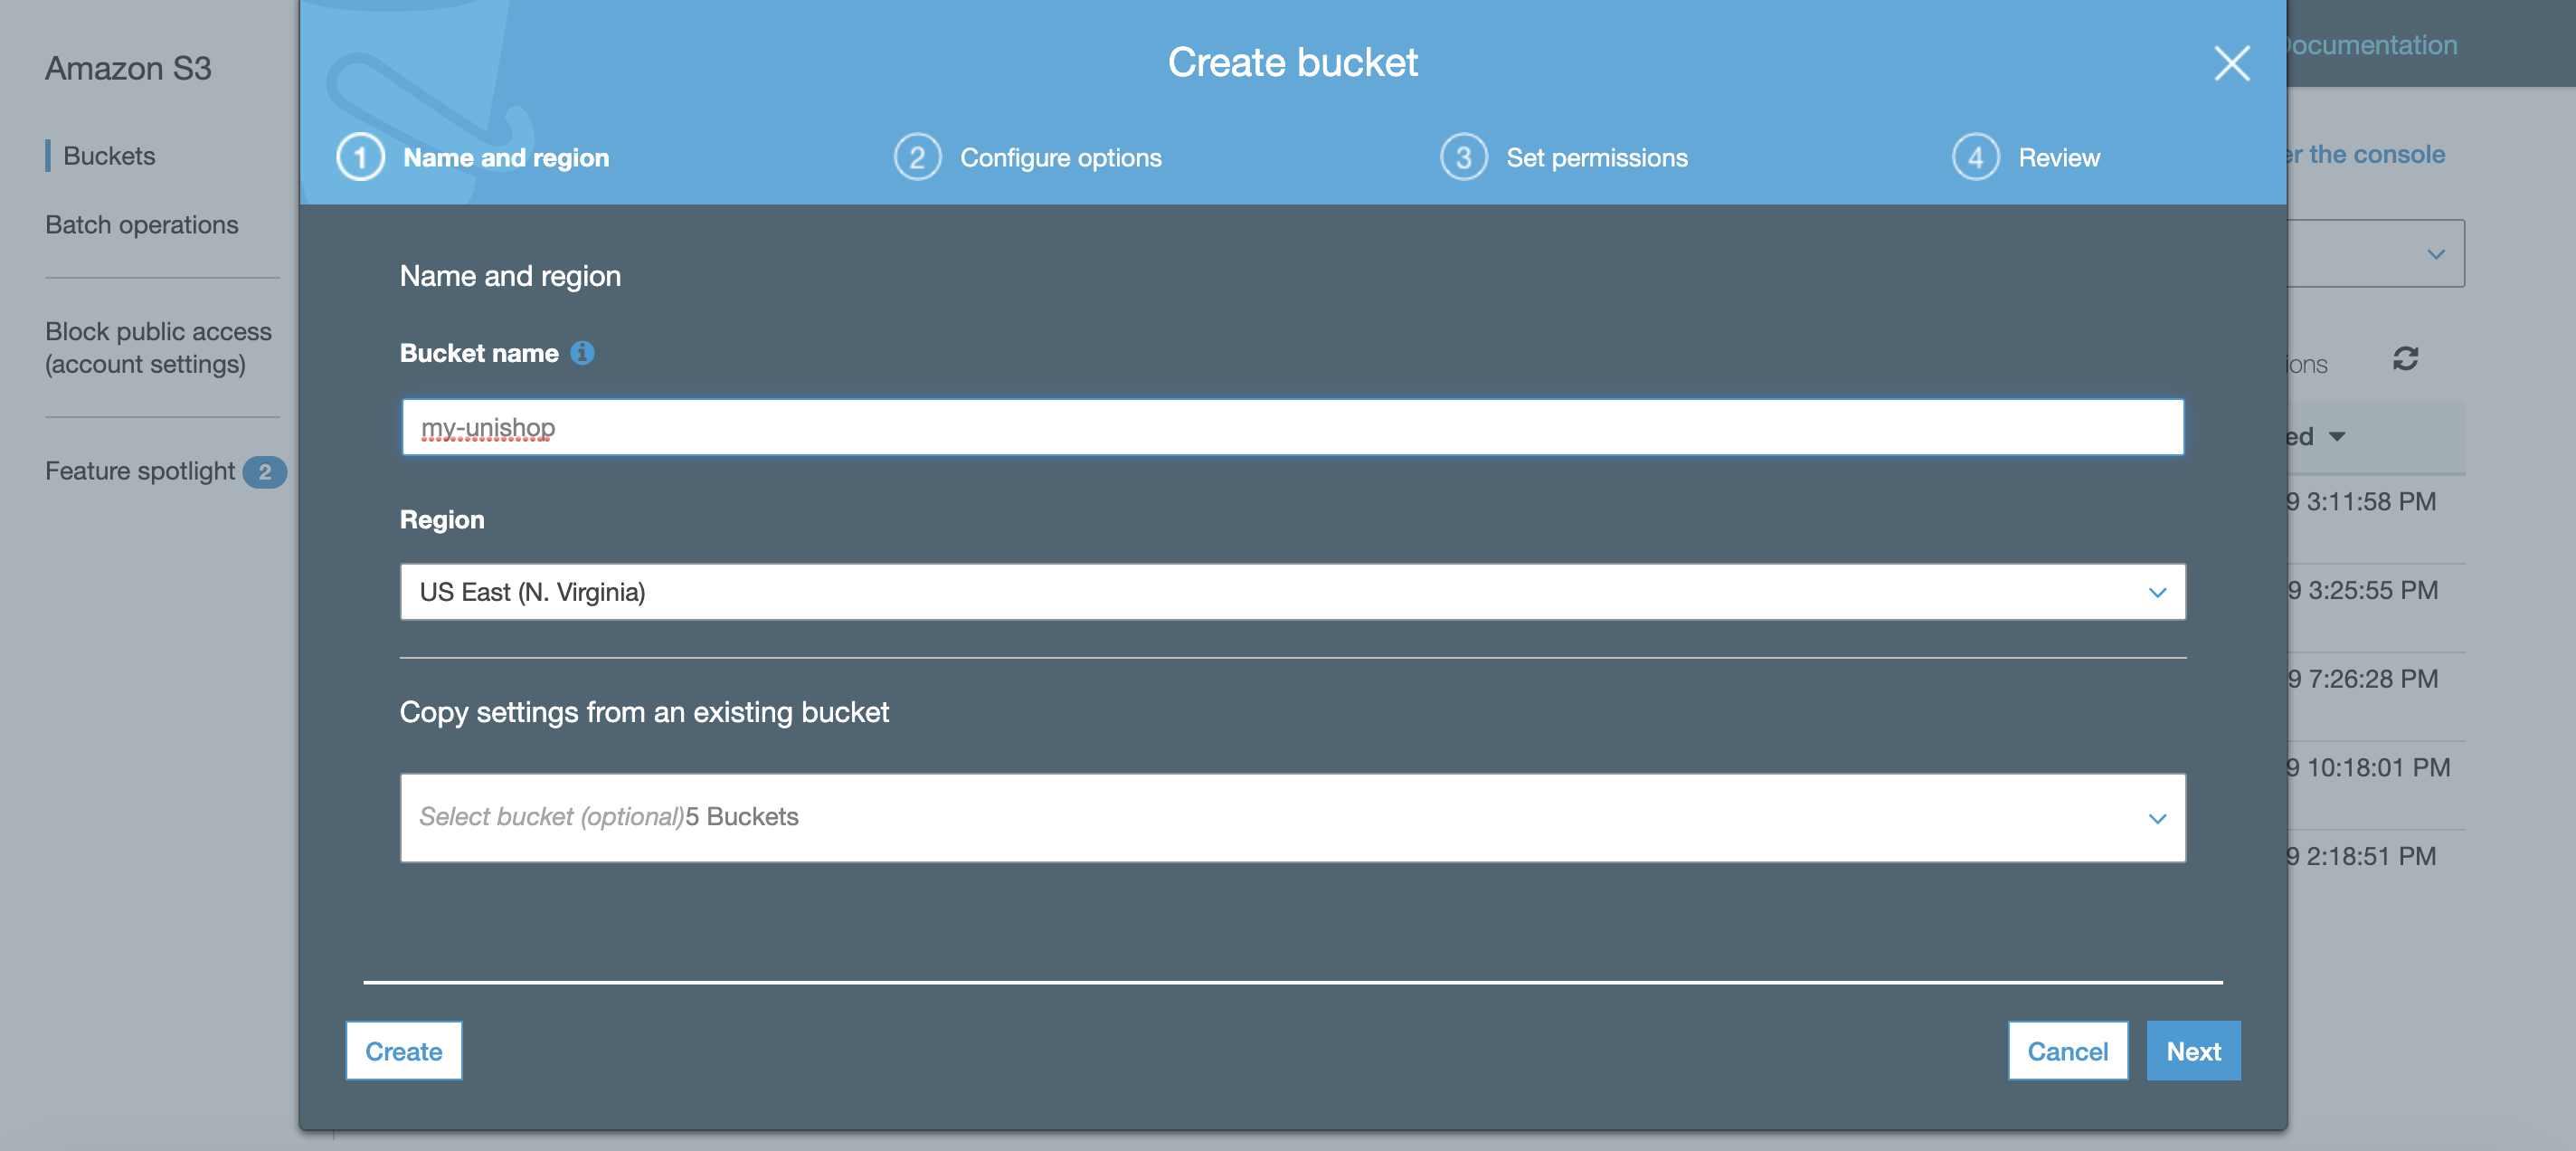 Amazon S3
Buckets
Batch operations
Block public access
(account settings)
Feature spotlight 2
Create bucket
1 Name and region
2 Configure options
3 Set permissions
4 Review
Name and region
Bucket name
my-unishop
Region
US East (N. Virginia)
Copy settings from an existing bucket
Select bucket (optional)5 Buckets
Create
Cancel
Next
the console
9 3:11:58 PM
9 3:25:55 PM
9 7:26:28 PM
9 10:18:01 PM
9 2:18:51 PM